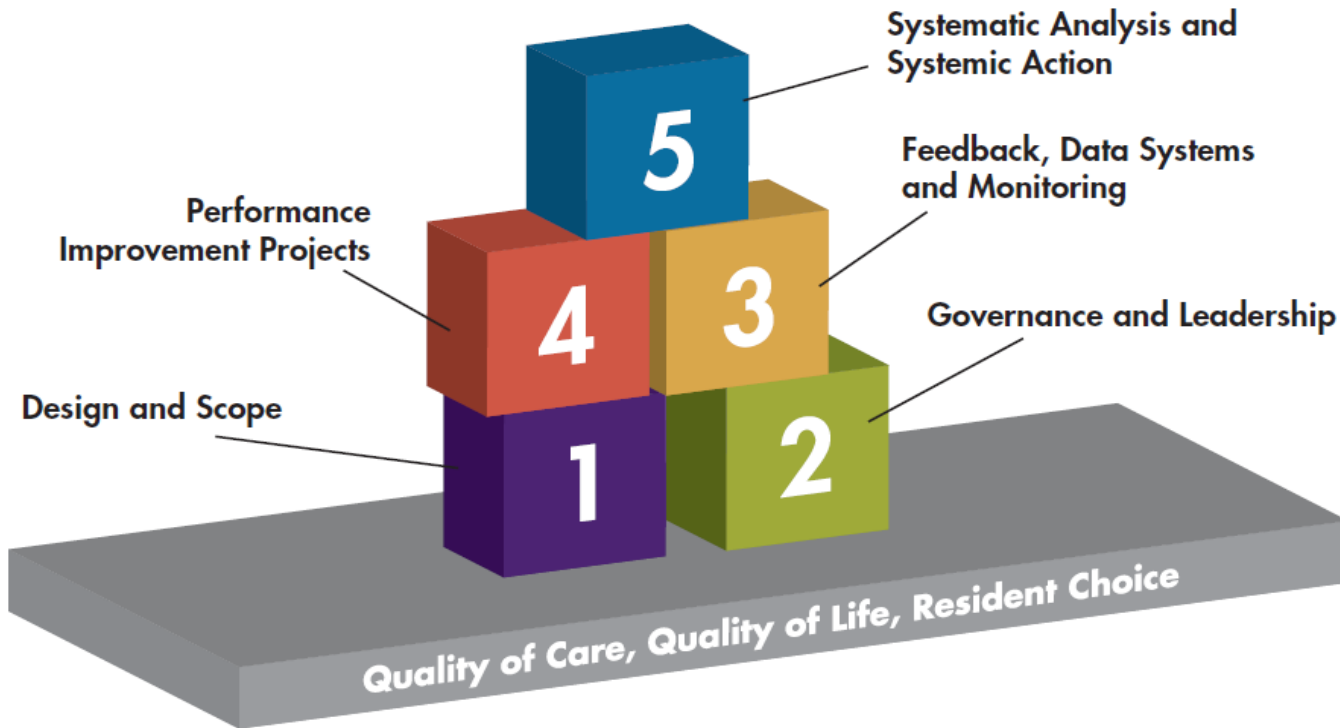 Systematic Analysis and
Systemic Action
5
Feedback, Data Systems
and Monitoring
Performance
Improvement Projects
4
3
Governance and Leadership
Design and Scope
1
2
Quality of Care, Quality of Life, Resident Choice